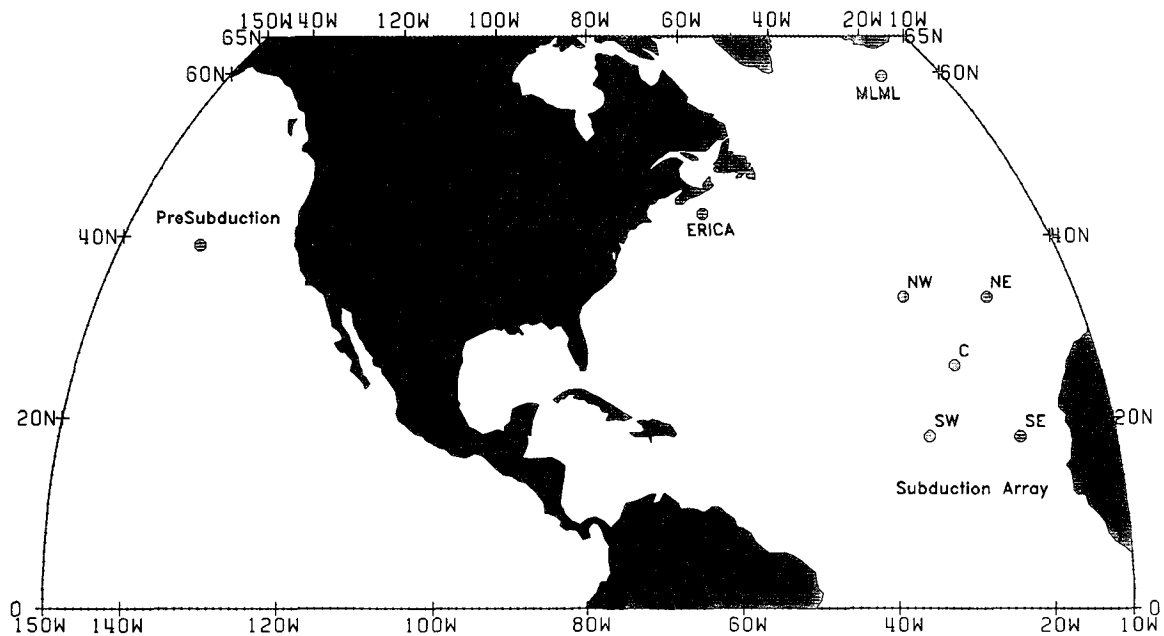 150W 140W 120W 100W 80W 60W 40W 20W 10W
65N 65N
60N 60N
MLML
PreSubduction
ERICA
40N 40N
NW NE
C
20N 20N
SW SE
Subduction Array
0 0
150W 140W 120W 100W 80W 60W 40W 20W 10W